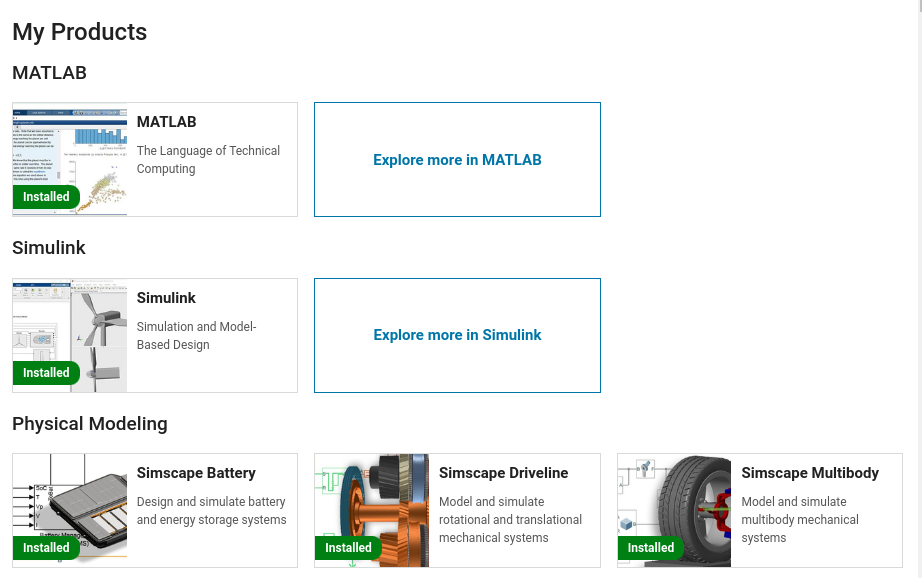 My Products
MATLAB
MATLAB
The Language of Technical
Computing
Installed
Explore more in MATLAB
Simulink
Simulink
Simulation and Model-
Based Design
Installed
Explore more in Simulink
Physical Modeling
Simscape Battery
Design and simulate battery
and energy storage systems
SoC
T
Vp
V
I
Installed
Simscape Driveline
Model and simulate
rotational and translational
mechanical systems
Installed
Simscape Multibody
Model and simulate
multibody mechanical
systems
Installed